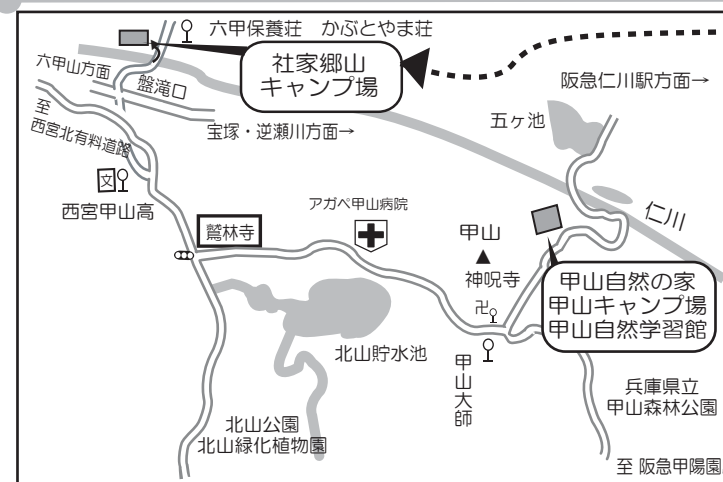 六甲保養荘 かぶとやま荘
社家郷山
キャンプ場
六甲山方面
盤滝口
至
西宮北有料道路
宝塚・逆瀬川方面→
阪急仁川駅方面→
五ヶ池
仁川
文
西宮甲山高
鷲林寺
アガペ甲山病院
甲山
神呪寺
卍
甲山自然の家
甲山キャンプ場
甲山自然学習館
北山貯水池
甲山大師
兵庫県立
甲山森林公園
北山公園
北山緑化植物園
至 阪急甲陽園